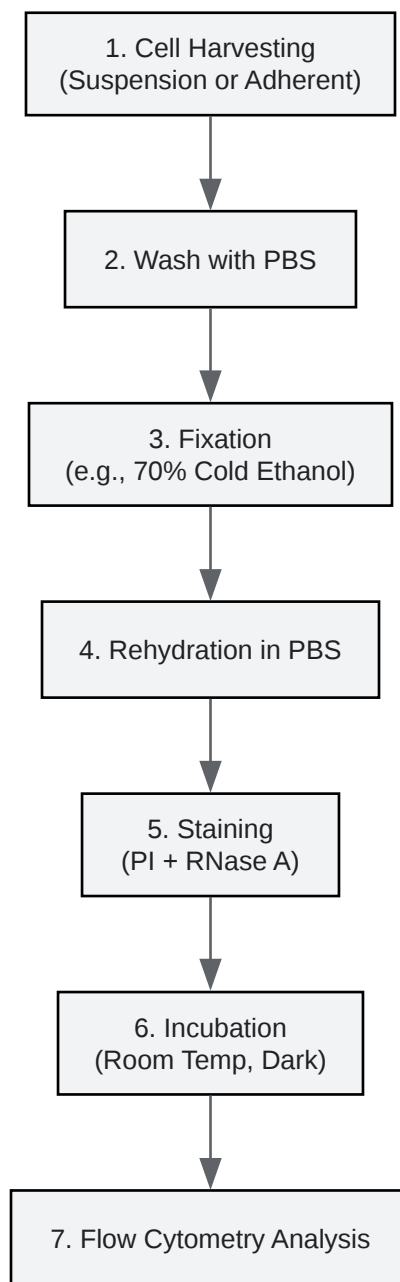 1. Cell Harvesting
(Suspension or Adherent)
2. Wash with PBS
3. Fixation
(e.g., 70% Cold Ethanol)
4. Rehydration in PBS
5. Staining
(PI + RNase A)
6. Incubation
(Room Temp, Dark)
7. Flow Cytometry Analysis